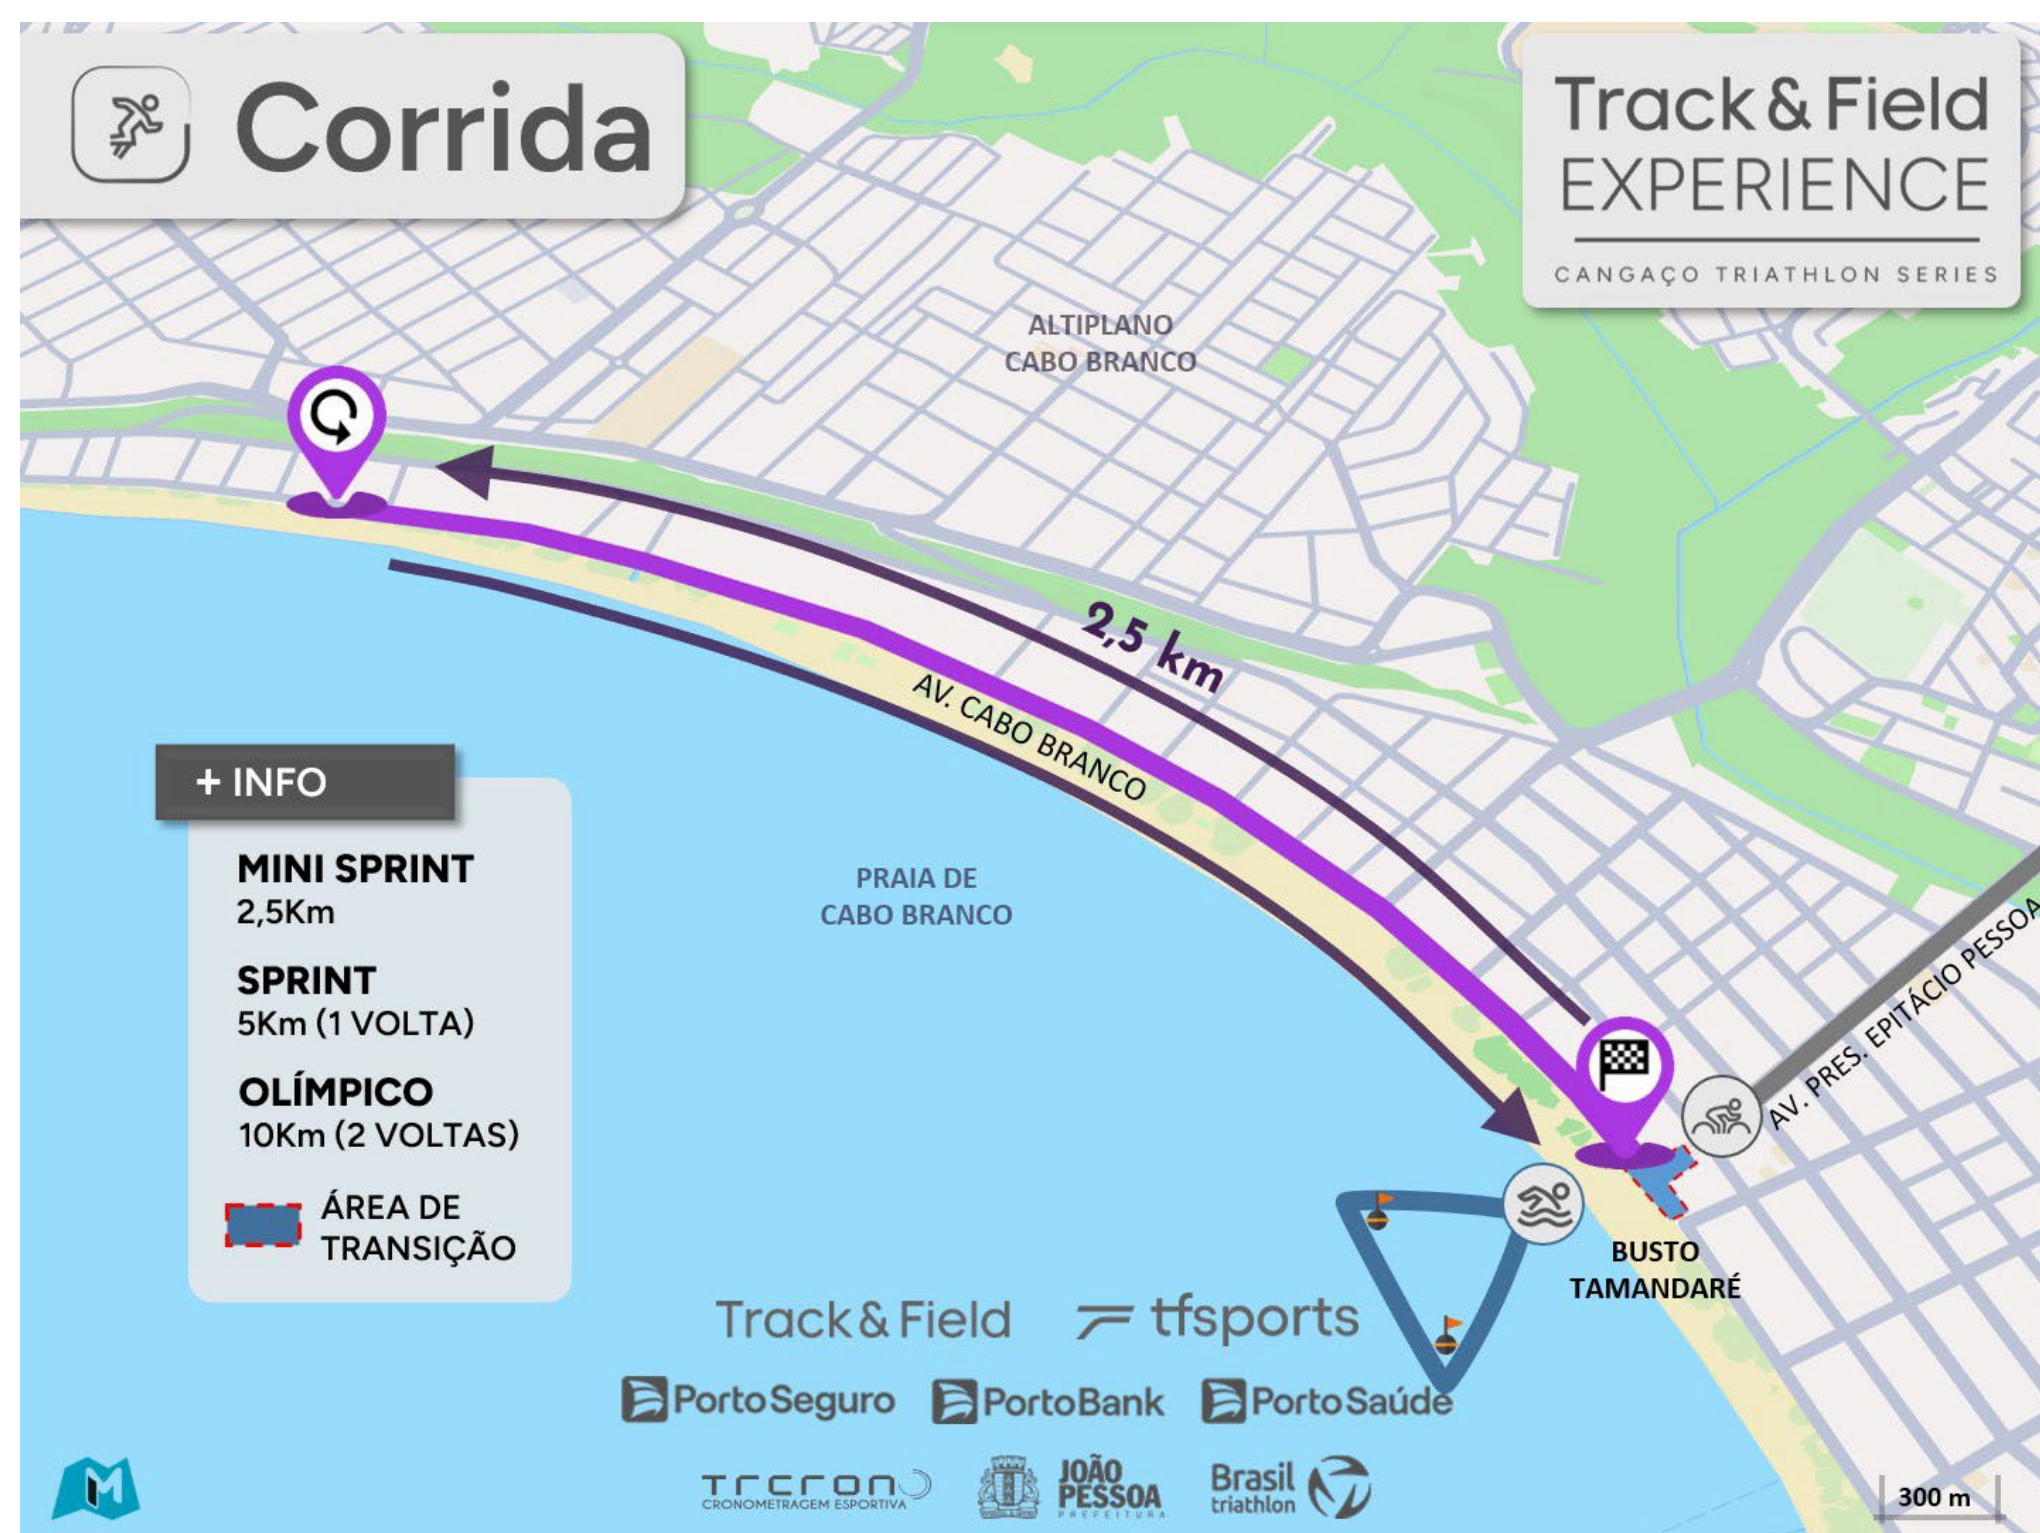 Corrida
Track & Field
EXPERIENCE
CANGAÇO TRIATHLON SERIES
ALTIPLANO
CABO BRANCO
2,5 km
AV. CABO BRANCO
+ INFO
MINI SPRINT
2,5Km
SPRINT
5Km (1 VOLTA)
OLÍMPICO
10Km (2 VOLTAS)
ÁREA DE
TRANSIÇÃO
PRAIA DE
CABO BRANCO
AV. PRES. EPITÁCIO PESSOA
BUSTO
TAMANDARÉ
Track & Field
tfsports
PortoSeguro
PortoBank
PortoSaúde
M
TRCRONO
CRONOMETRAGEM ESPORTIVA
JOÃO
PESSOA
PREFEITURA
Brasil
triathlon
300 m